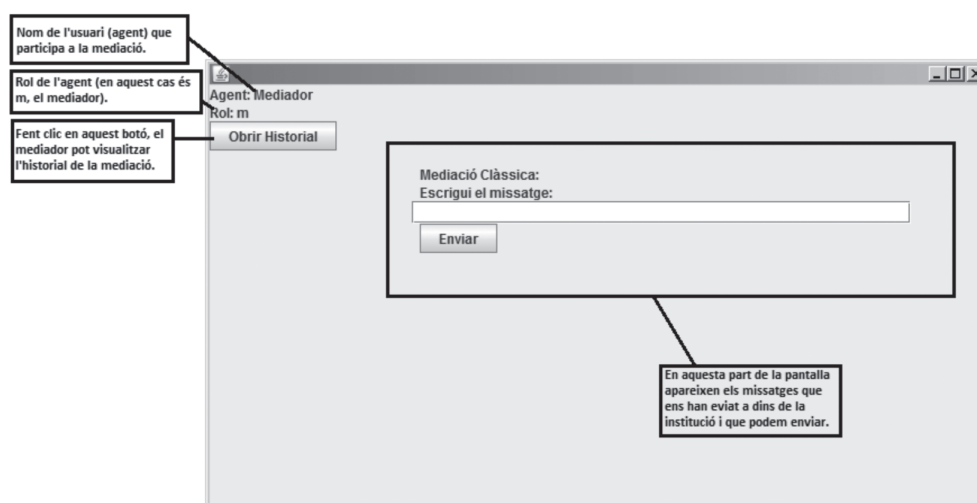 Nom de l'usuari (agent) que
participa a la mediació.
Rol de l'agent (en aquest cas és
m, el mediador).
Fent clic en aquest botó, el
mediador pot visualitzar
l'historial de la mediació.
Agent: Mediador
Rol: m
Obrir Historial
Mediació Clàssica:
Escrigui el missatge:
Enviar
En aquesta part de la pantalla
apareixen els missatges que
ens han eviat a dins de la
institució i que podem enviar.